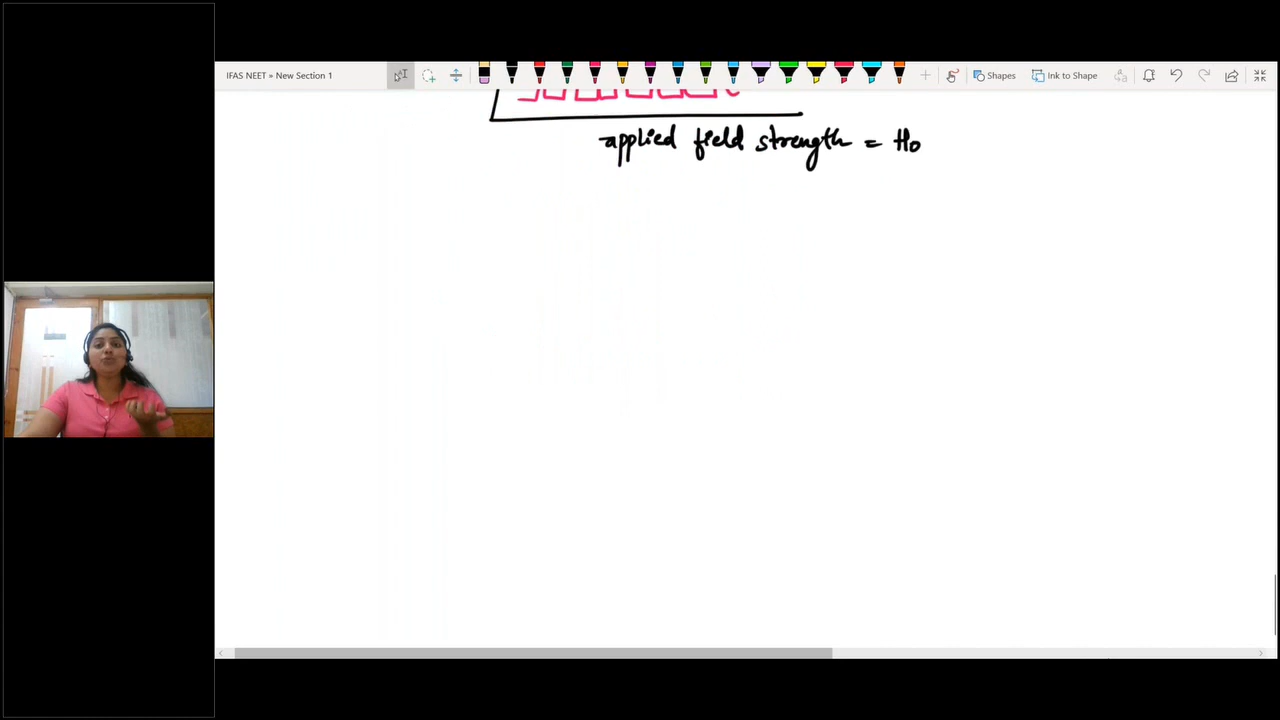 IFAS NEET » New Section 1
Shapes
Ink to Shape
applied field strength = Ho